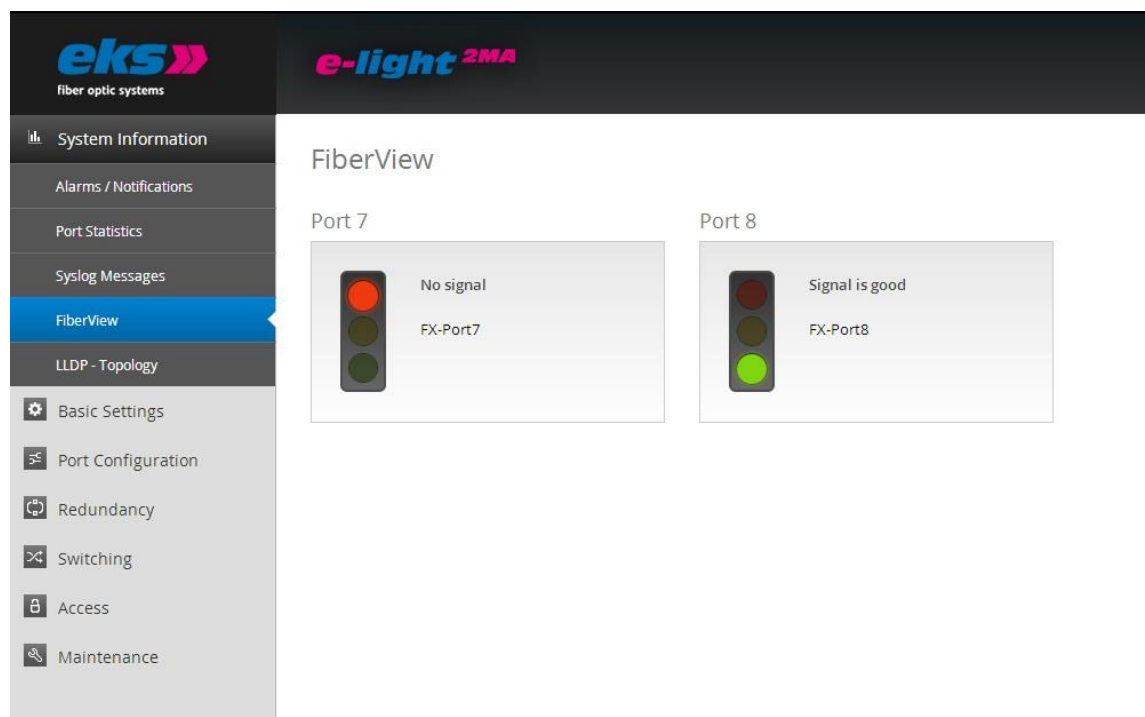 eks
fiber optic systems
e-light 2MA
System Information
Alarms / Notifications
Port Statistics
Syslog Messages
FiberView
LLDP - Topology
Basic Settings
Port Configuration
Redundancy
Switching
Access
Maintenance
FiberView
Port 7
No signal
FX-Port7
Port 8
Signal is good
FX-Port8